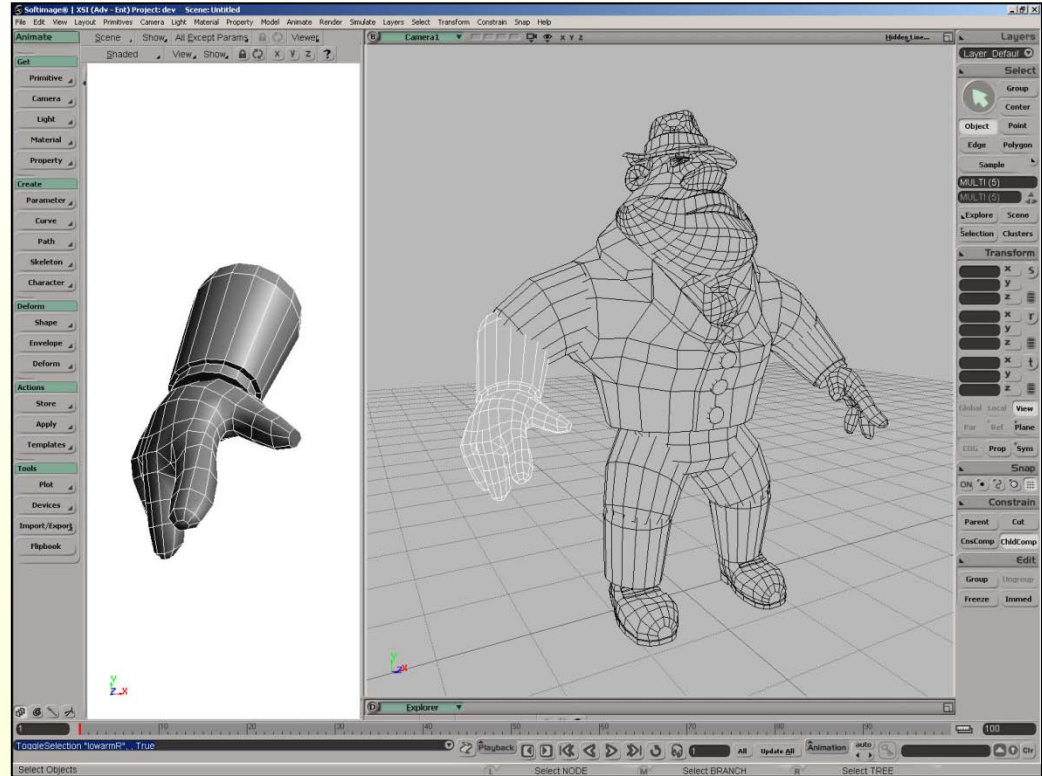 Softimage® | XSI (Adv - Ent) Project: dev Scene: Untitled
File Edit View Layout Primitives Camera Light Material Property Model Animate Render Simulate Layers Select Transform Constrain Snap Help
Animate
Scene Show All Except Params Viewer
Shaded View Show X Y Z ?
Get
Primitive
Camera
Light
Material
Property
Create
Parameter
Curve
Path
Skeleton
Character
Deform
Shape
Envelope
Deform
Actions
Store
Apply
Templates
Tools
Plot
Devices
Import/Export
Flipbook
y
z x
B Camera1 X Y Z Hidden Line...
y
z x
D Explorer
Layers
Layer_Defaul
Select
Group
Center
Object Point
Edge Polygon
Sample
MULTI (5)
MULTI (5)
Explore Scene
Selection Clusters
Transform
x s
y
z
x r
y
z
x t
y
z
Global Local View
Par Ref Plane
COG Prop Sym
Snap
ON
Constrain
Parent Cut
CnsComp ChldComp
Edit
Group Ungroup
Freeze Immed
1 10 20 30 40 50 60 70 80 90 100
ToggleSelection "lowarmR", , True
Playback 1 All Update All Animation auto Clr
Select Objects L Select NODE M Select BRANCH R Select TREE